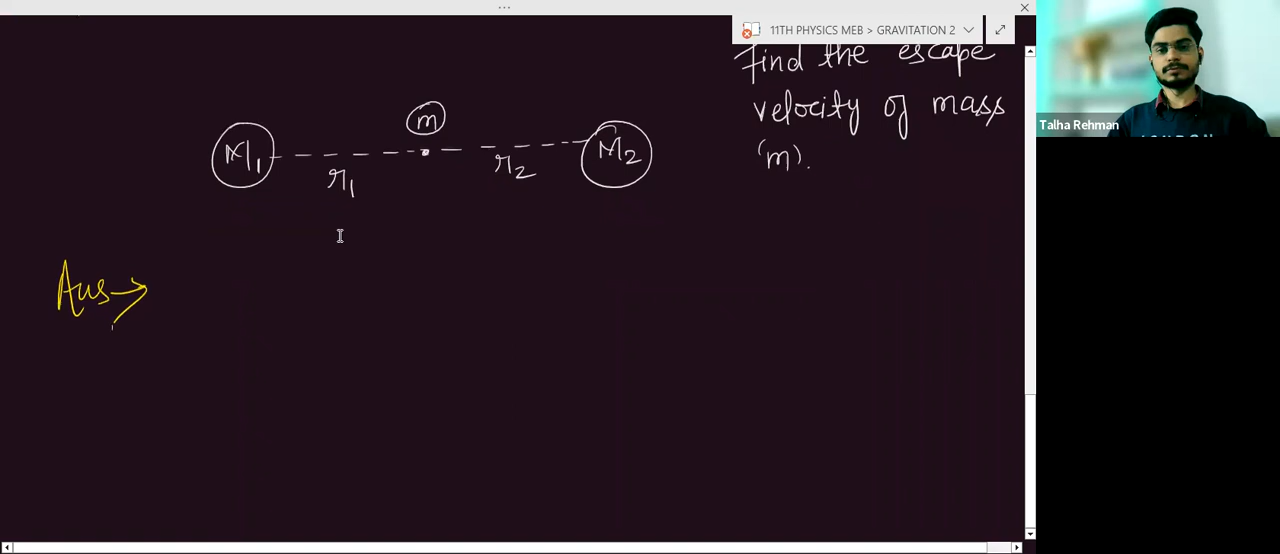 11TH PHYSICS MEB > GRAVITATION 2
Find the escape
velocity of mass
(m).
m
M1
r1
r2
M2
Talha Rehman
Ans →